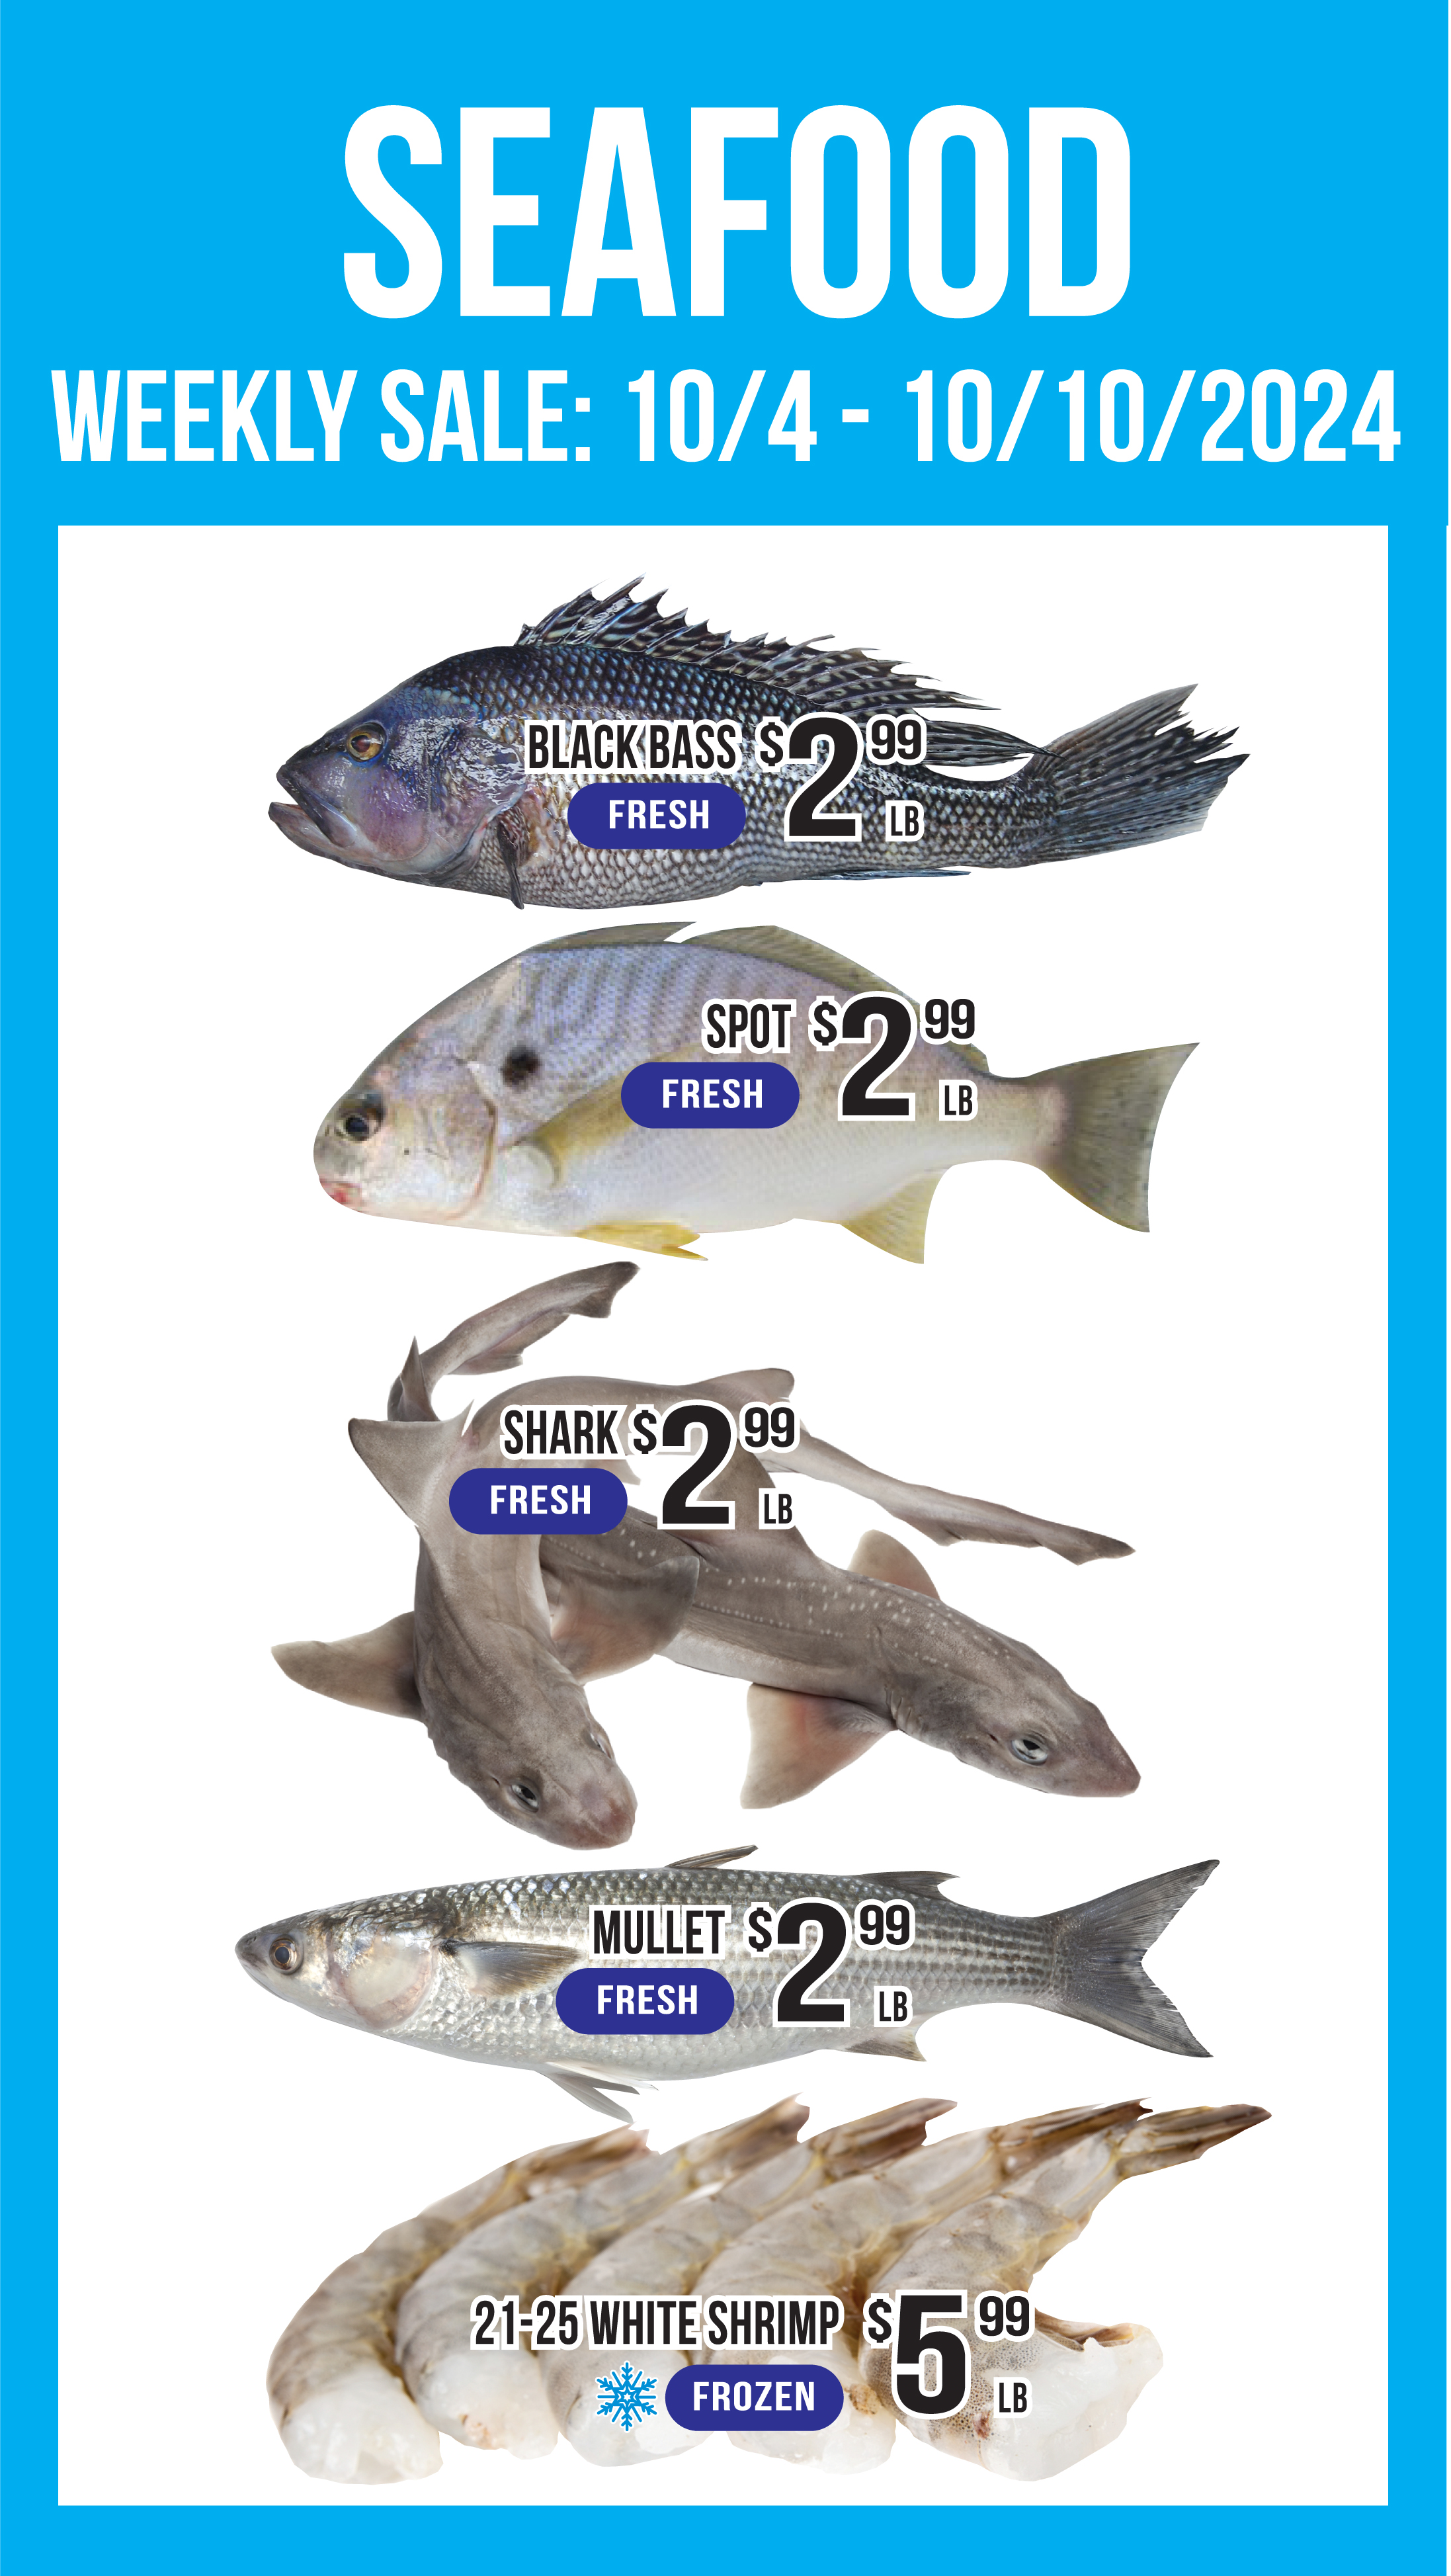 SEAFOOD
WEEKLY SALE: 10/4 - 10/10/2024
BLACK BASS $2 99
FRESH LB
SPOT $2 99
FRESH LB
SHARK $2 99
FRESH LB
MULLET $2 99
FRESH LB
21-25 WHITE SHRIMP $5 99
FROZEN LB